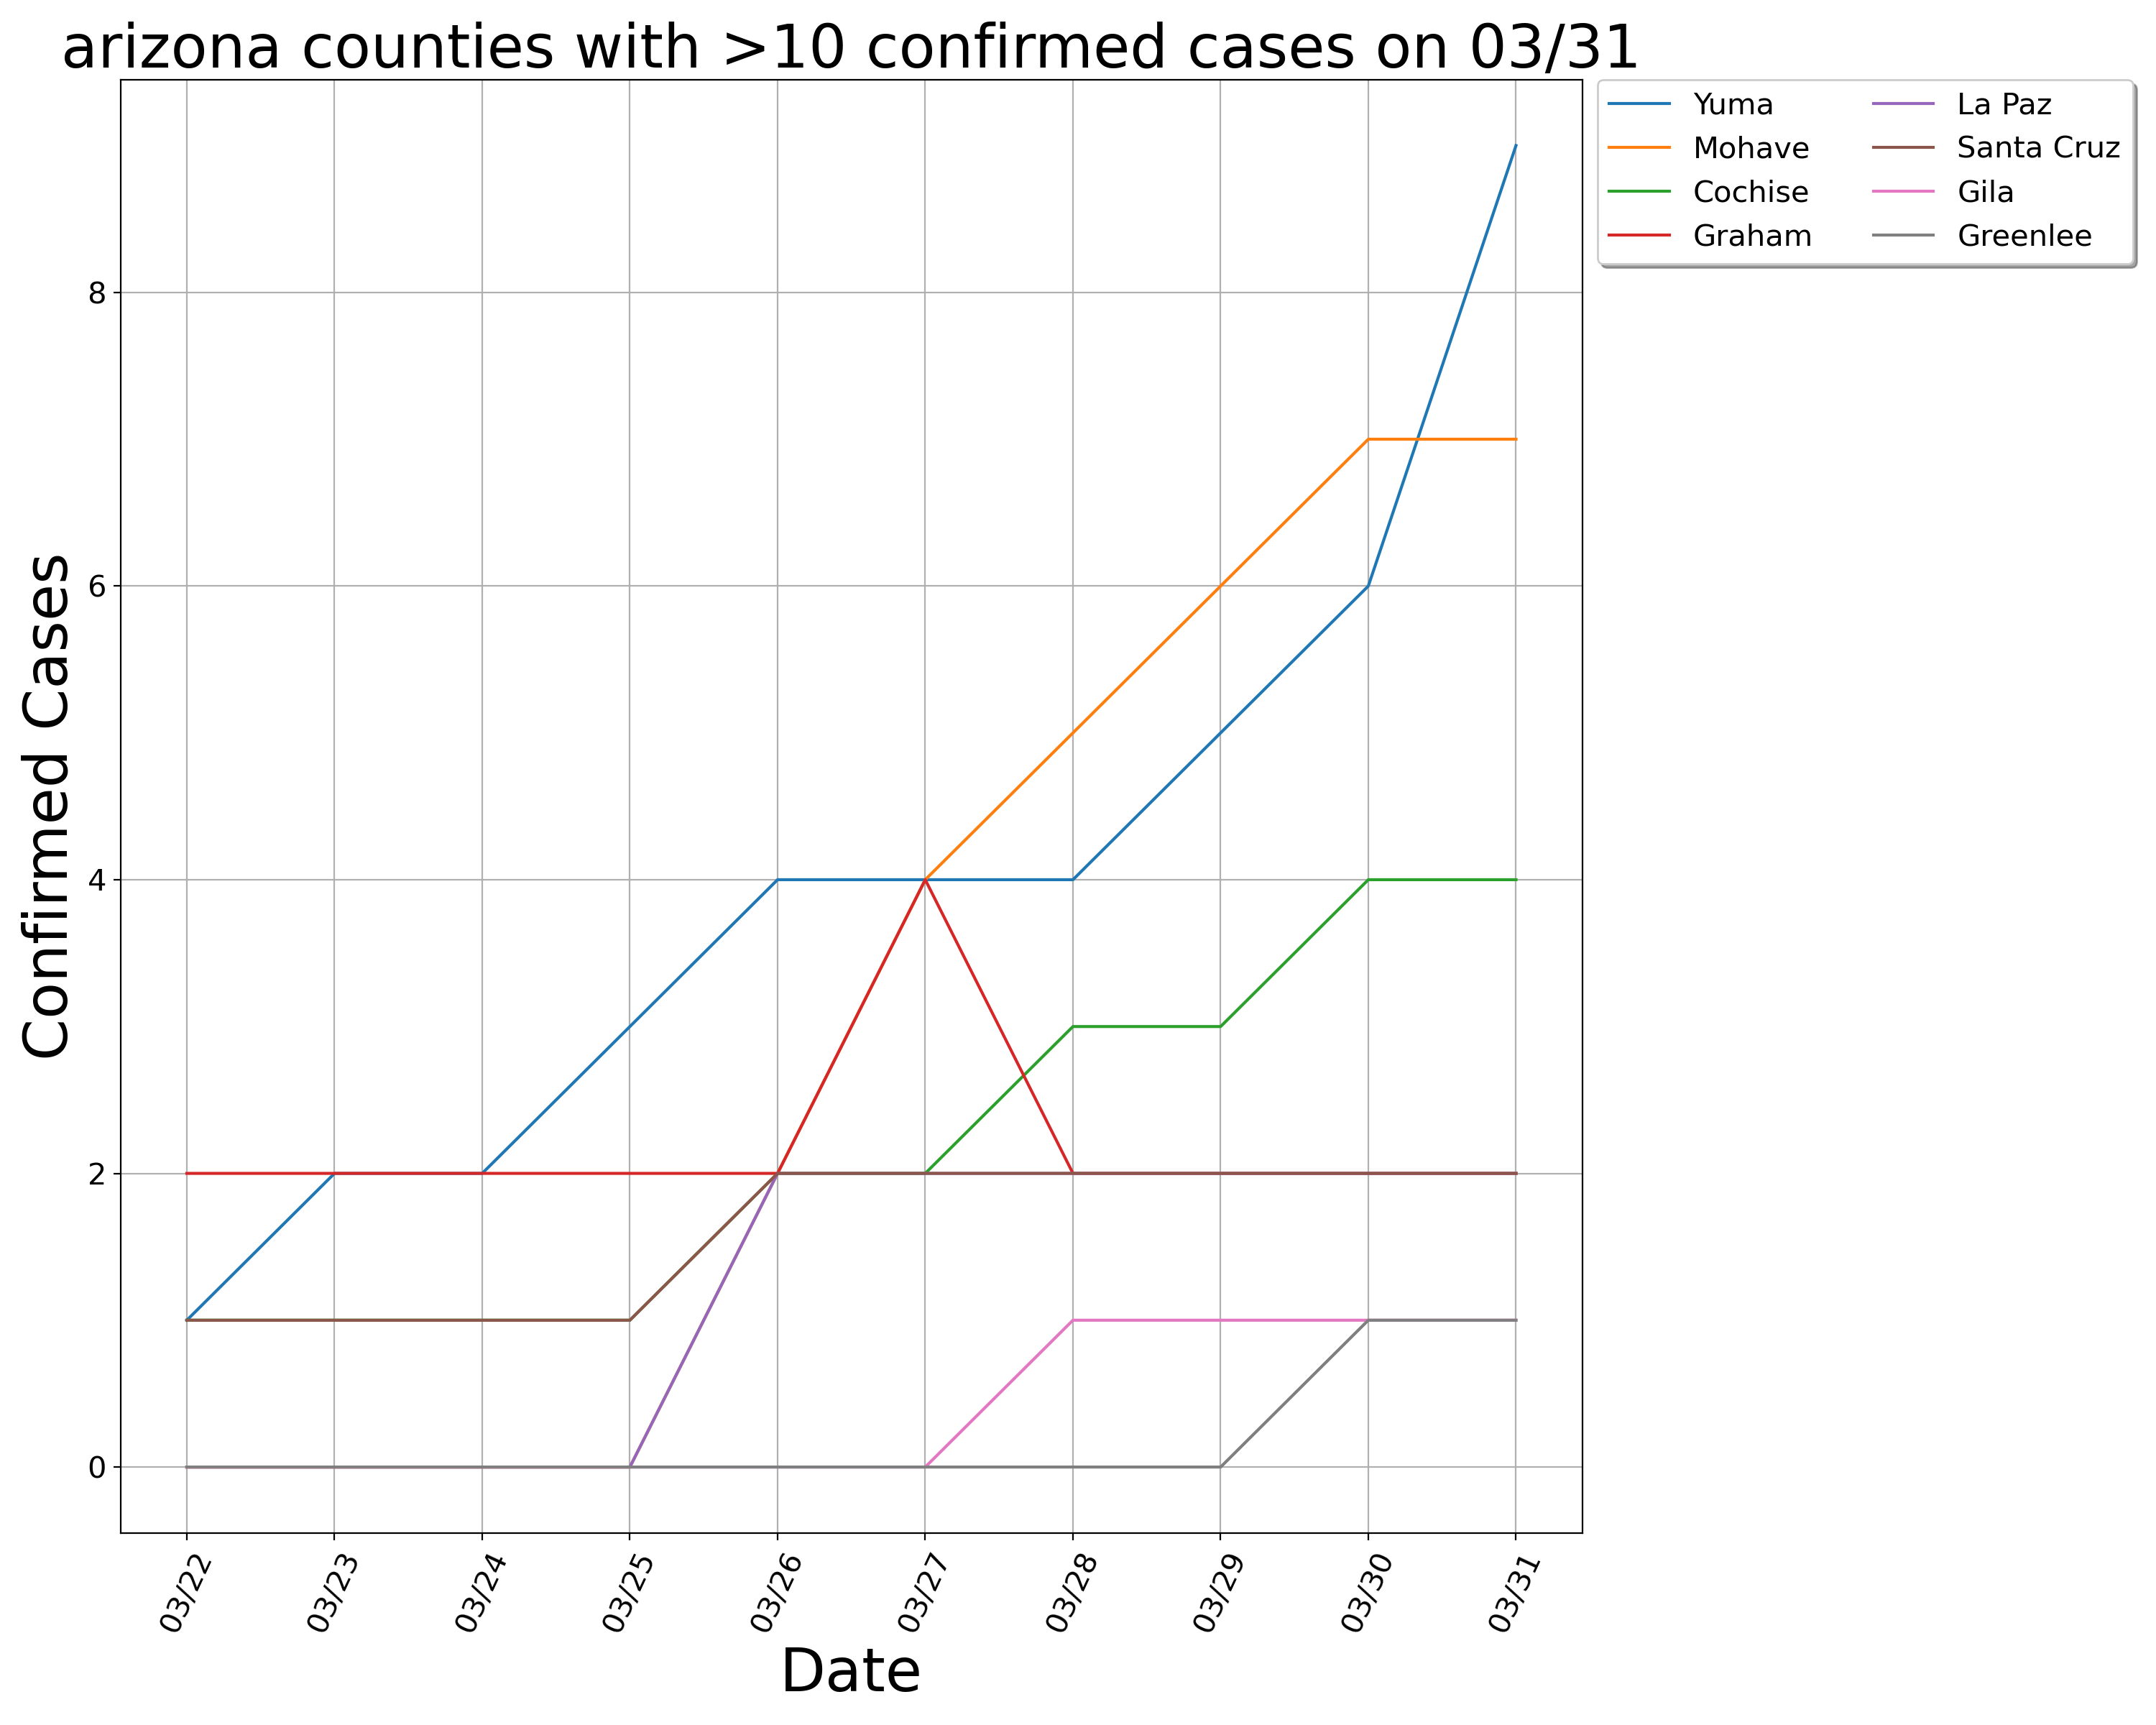 arizona counties with >10 confirmed cases on 03/31
Yuma
Mohave
Cochise
Graham
La Paz
Santa Cruz
Gila
Greenlee
Confirmed Cases
8
6
4
2
0
03/22
03/23
03/24
03/25
03/26
03/27
03/28
03/29
03/30
03/31
Date